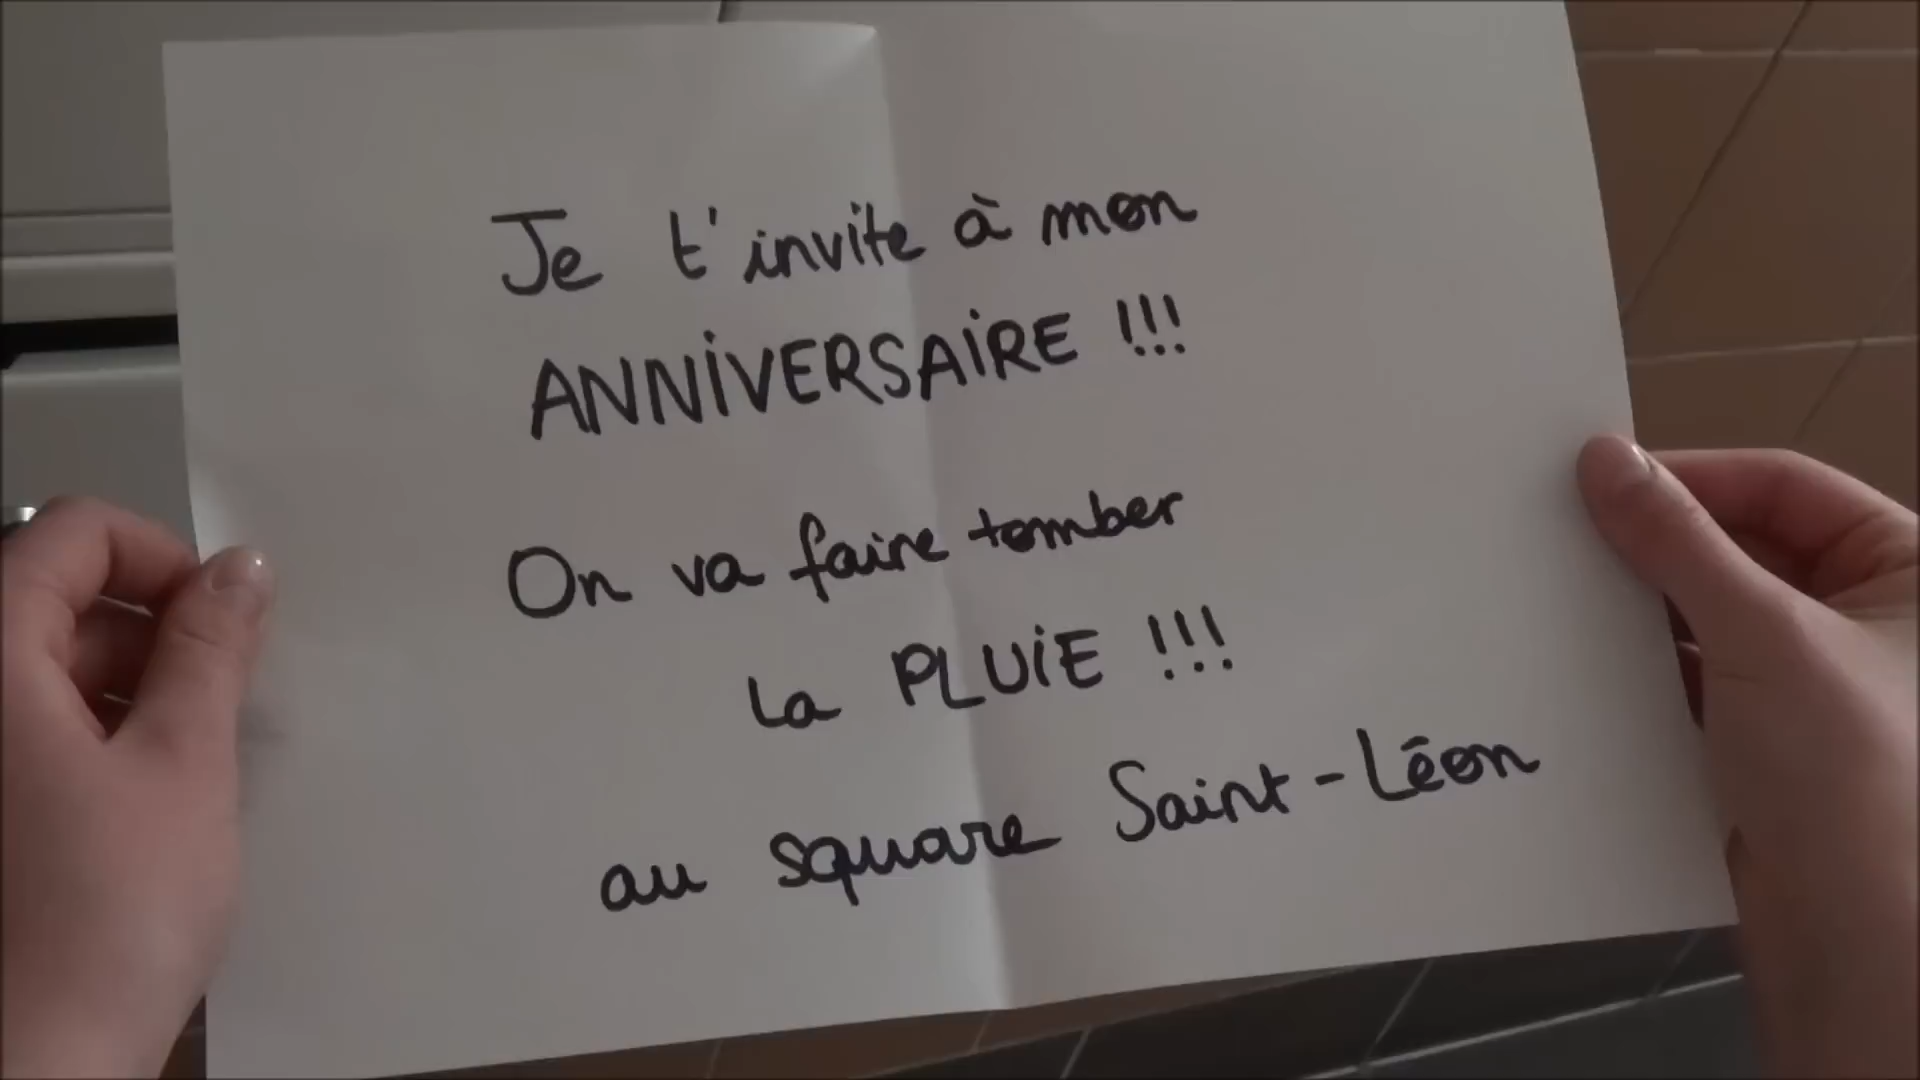 Je t'invite à mon
ANNIVERSAIRE !!!
On va faire tomber
la PLUIE !!!
au square Saint-Léon